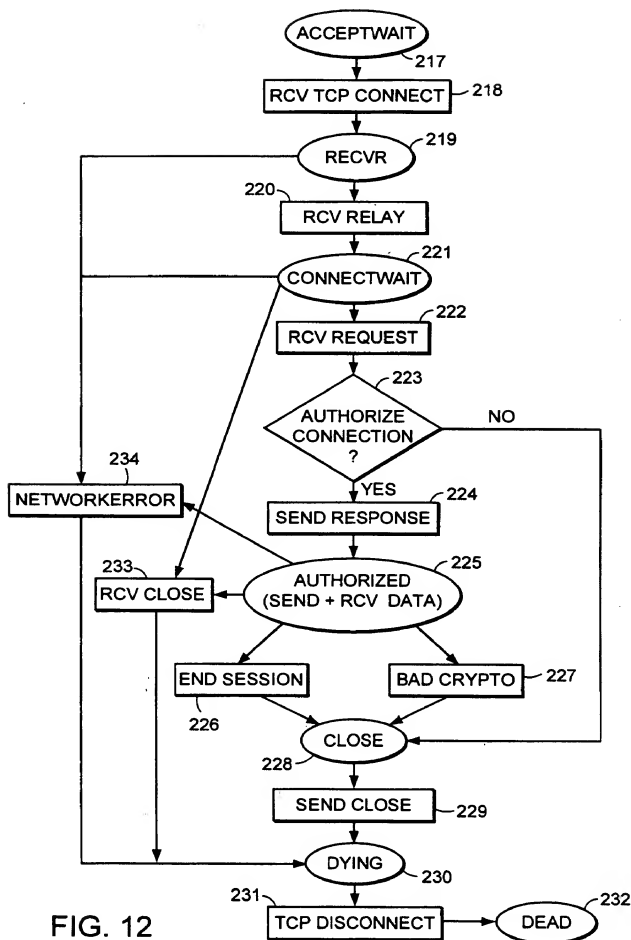 ACCEPTWAIT
217
RCV TCP CONNECT
218
RECVR
219
220
RCV RELAY
221
CONNECTWAIT
222
RCV REQUEST
223
AUTHORIZE
CONNECTION
?
NO
YES
234
NETWORKERROR
224
SEND RESPONSE
225
233
RCV CLOSE
AUTHORIZED
(SEND + RCV DATA)
END SESSION
226
BAD CRYPTO
227
CLOSE
228
SEND CLOSE
229
DYING
230
231
TCP DISCONNECT
232
DEAD
FIG. 12